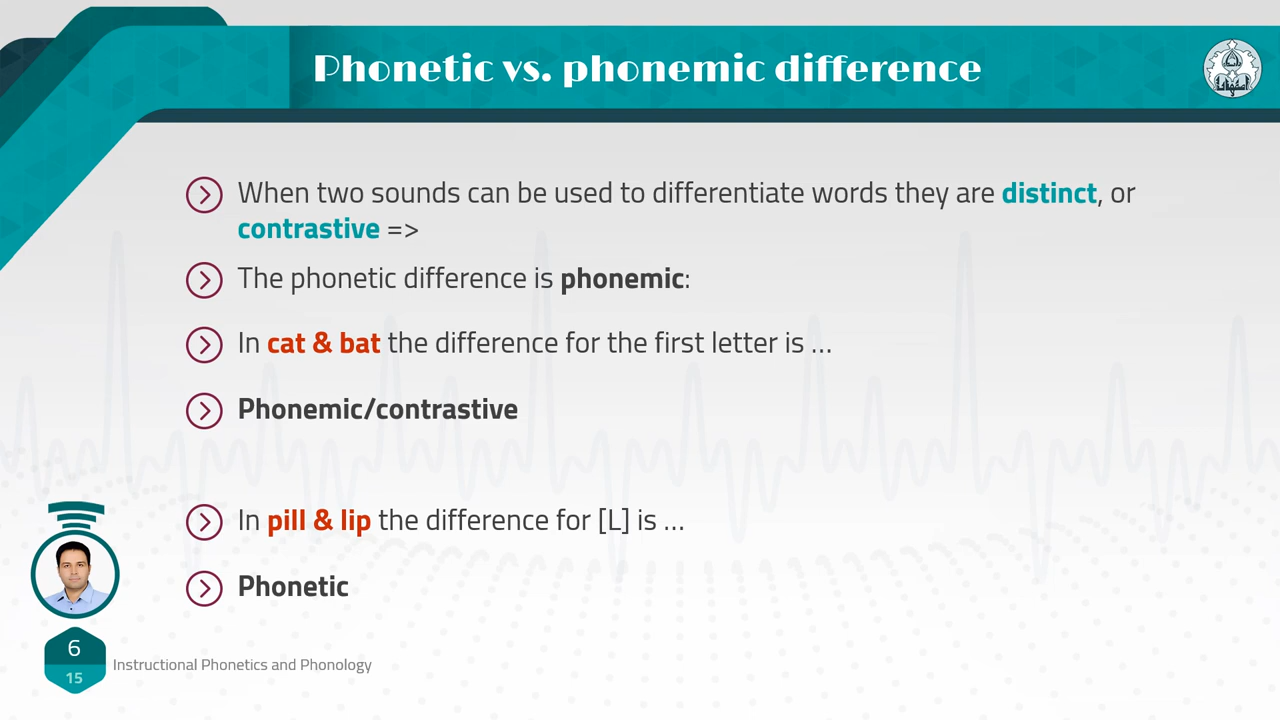 Phonetic vs. phonemic difference
When two sounds can be used to differentiate words they are distinct, or
contrastive =>
The phonetic difference is phonemic:
In cat & bat the difference for the first letter is ...
Phonemic/contrastive
In pill & lip the difference for [L] is ...
Phonetic
6
15
Instructional Phonetics and Phonology